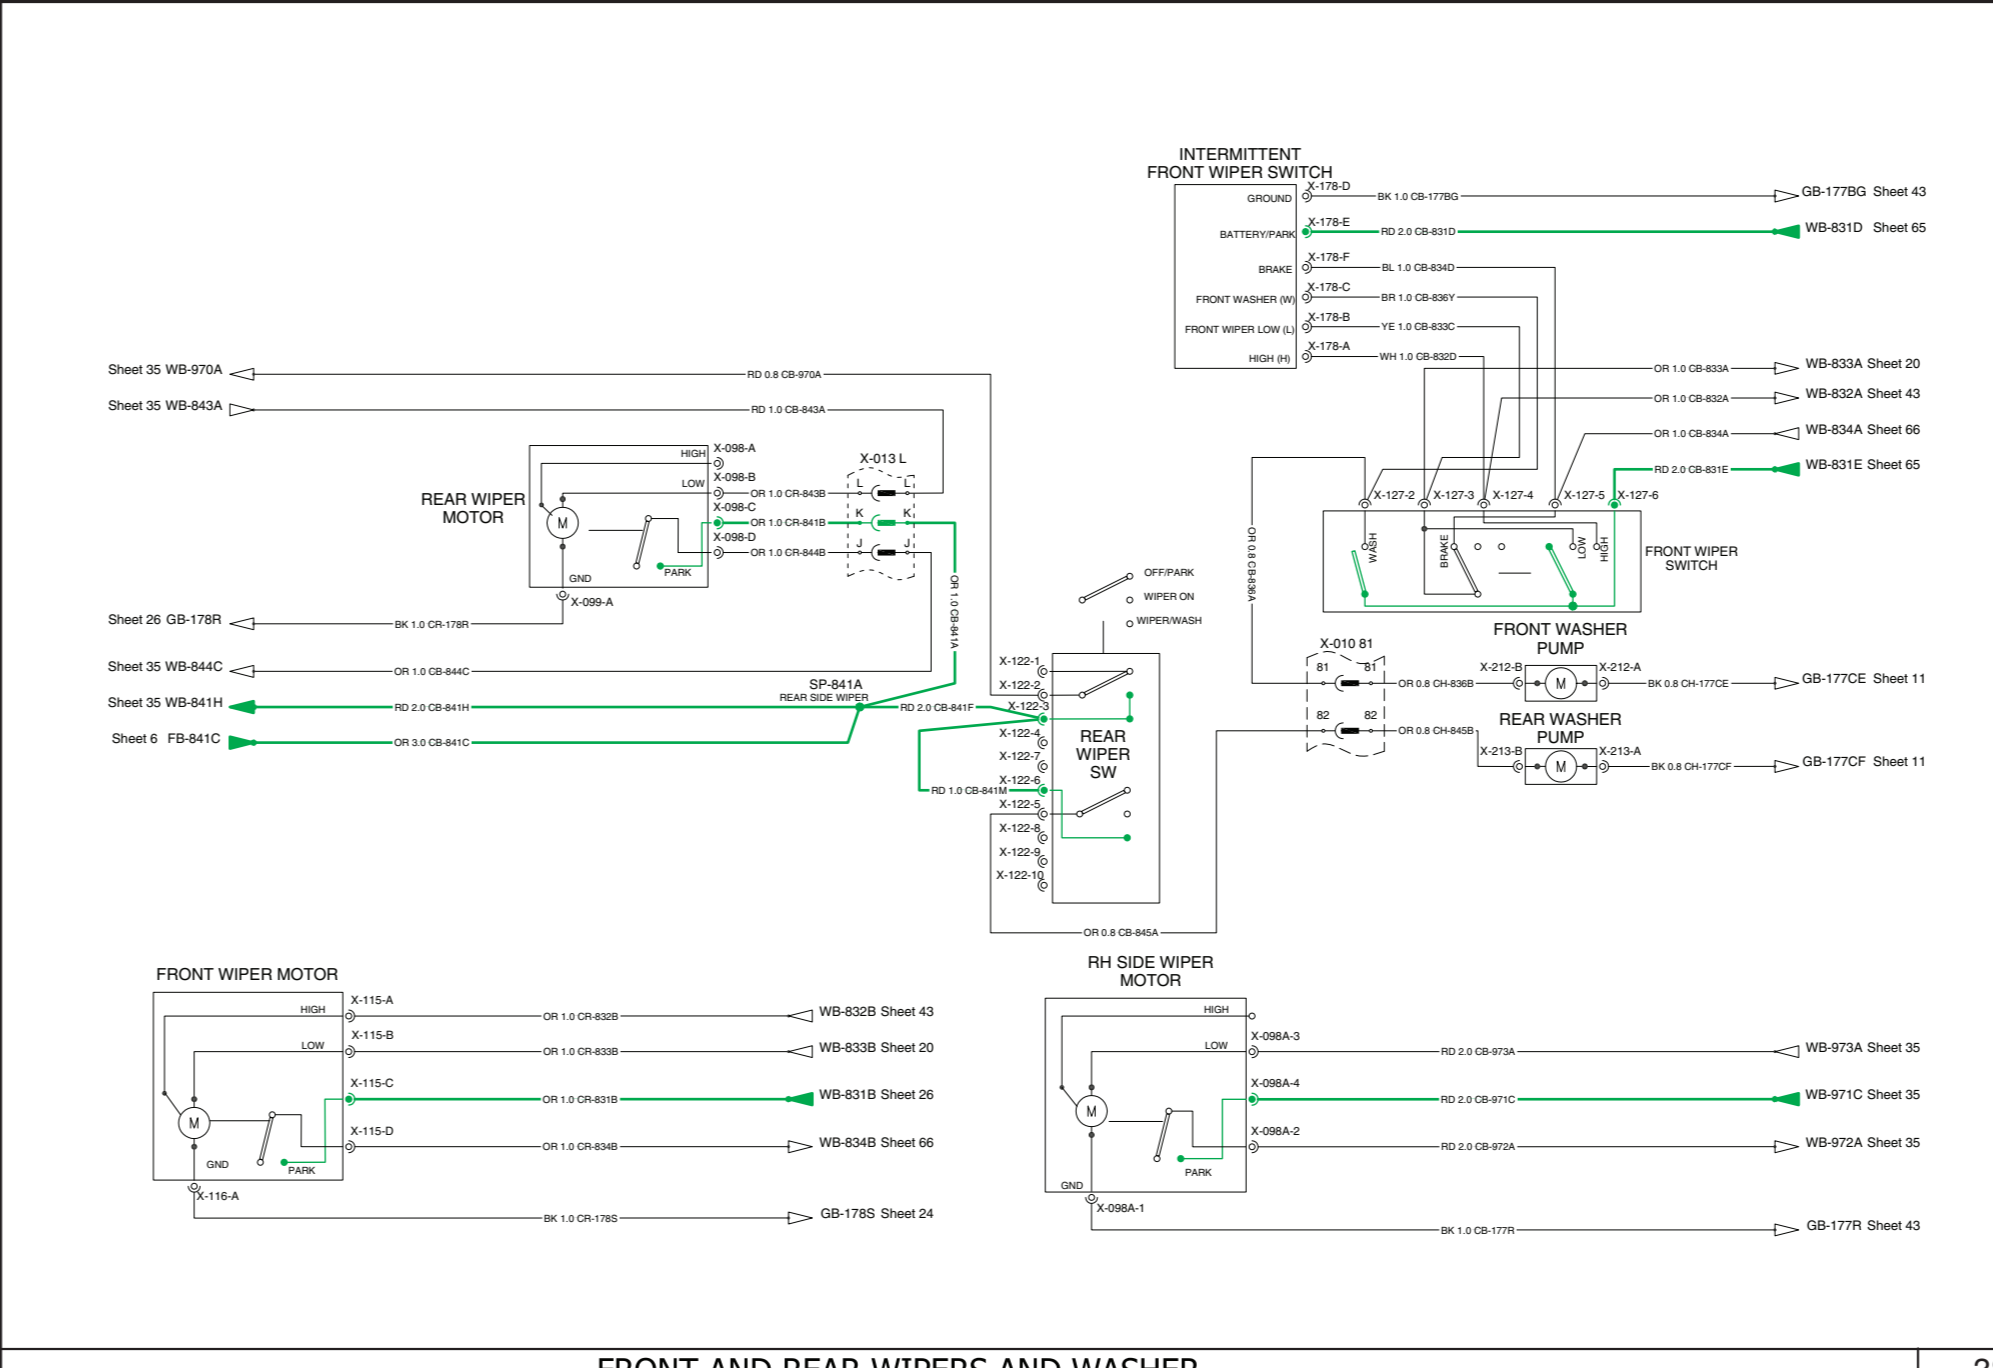 INTERMITTENT
FRONT WIPER SWITCH
GROUND
X-178-D
BK 1.0 CB-177BG
GB-177BG Sheet 43
BATTERY/PARK
X-178-E
RD 2.0 CB-831D
WB-831D Sheet 65
BRAKE
X-178-F
BL 1.0 CB-834D
FRONT WASHER (W)
X-178-C
BR 1.0 CB-836Y
FRONT WIPER LOW (L)
X-178-B
YE 1.0 CB-833C
HIGH (H)
X-178-A
WH 1.0 CB-832D
OR 1.0 CB-833A
WB-833A Sheet 20
OR 1.0 CB-832A
WB-832A Sheet 43
OR 1.0 CB-834A
WB-834A Sheet 66
RD 2.0 CB-831E
WB-831E Sheet 65
X-127-2
X-127-3
X-127-4
X-127-5
X-127-6
WASH
BRAKE
LOW
HIGH
FRONT WIPER
SWITCH
OR 0.8 CB-836A
Sheet 35 WB-970A
RD 0.8 CB-970A
Sheet 35 WB-843A
RD 1.0 CB-843A
REAR WIPER
MOTOR
HIGH
X-098-A
LOW
X-098-B
OR 1.0 CR-843B
X-098-C
OR 1.0 CR-841B
X-098-D
OR 1.0 CR-844B
X-013 L
L
L
K
K
J
J
M
PARK
GND
X-099-A
OR 1.0 CB-841A
Sheet 26 GB-178R
BK 1.0 CR-178R
Sheet 35 WB-844C
OR 1.0 CB-844C
Sheet 35 WB-841H
RD 2.0 CB-841H
SP-841A
REAR SIDE WIPER
RD 2.0 CB-841F
Sheet 6 FB-841C
OR 3.0 CB-841C
OFF/PARK
WIPER ON
WIPER/WASH
X-122-1
X-122-2
X-122-3
X-122-4
X-122-7
X-122-6
RD 1.0 CB-841M
X-122-5
X-122-8
X-122-9
X-122-10
REAR
WIPER
SW
OR 0.8 CB-845A
X-010 81
81
81
82
82
OR 0.8 CH-836B
OR 0.8 CH-845B
FRONT WASHER
PUMP
X-212-B
M
X-212-A
BK 0.8 CH-177CE
GB-177CE Sheet 11
REAR WASHER
PUMP
X-213-B
M
X-213-A
BK 0.8 CH-177CF
GB-177CF Sheet 11
FRONT WIPER MOTOR
HIGH
X-115-A
OR 1.0 CR-832B
WB-832B Sheet 43
LOW
X-115-B
OR 1.0 CR-833B
WB-833B Sheet 20
X-115-C
OR 1.0 CR-831B
WB-831B Sheet 26
M
X-115-D
OR 1.0 CR-834B
WB-834B Sheet 66
GND
PARK
X-116-A
BK 1.0 CR-178S
GB-178S Sheet 24
RH SIDE WIPER
MOTOR
HIGH
LOW
X-098A-3
RD 2.0 CB-973A
WB-973A Sheet 35
X-098A-4
RD 2.0 CB-971C
WB-971C Sheet 35
M
X-098A-2
RD 2.0 CB-972A
WB-972A Sheet 35
PARK
GND
X-098A-1
BK 1.0 CB-177R
GB-177R Sheet 43
FRONT AND REAR WIPERS AND WASHER